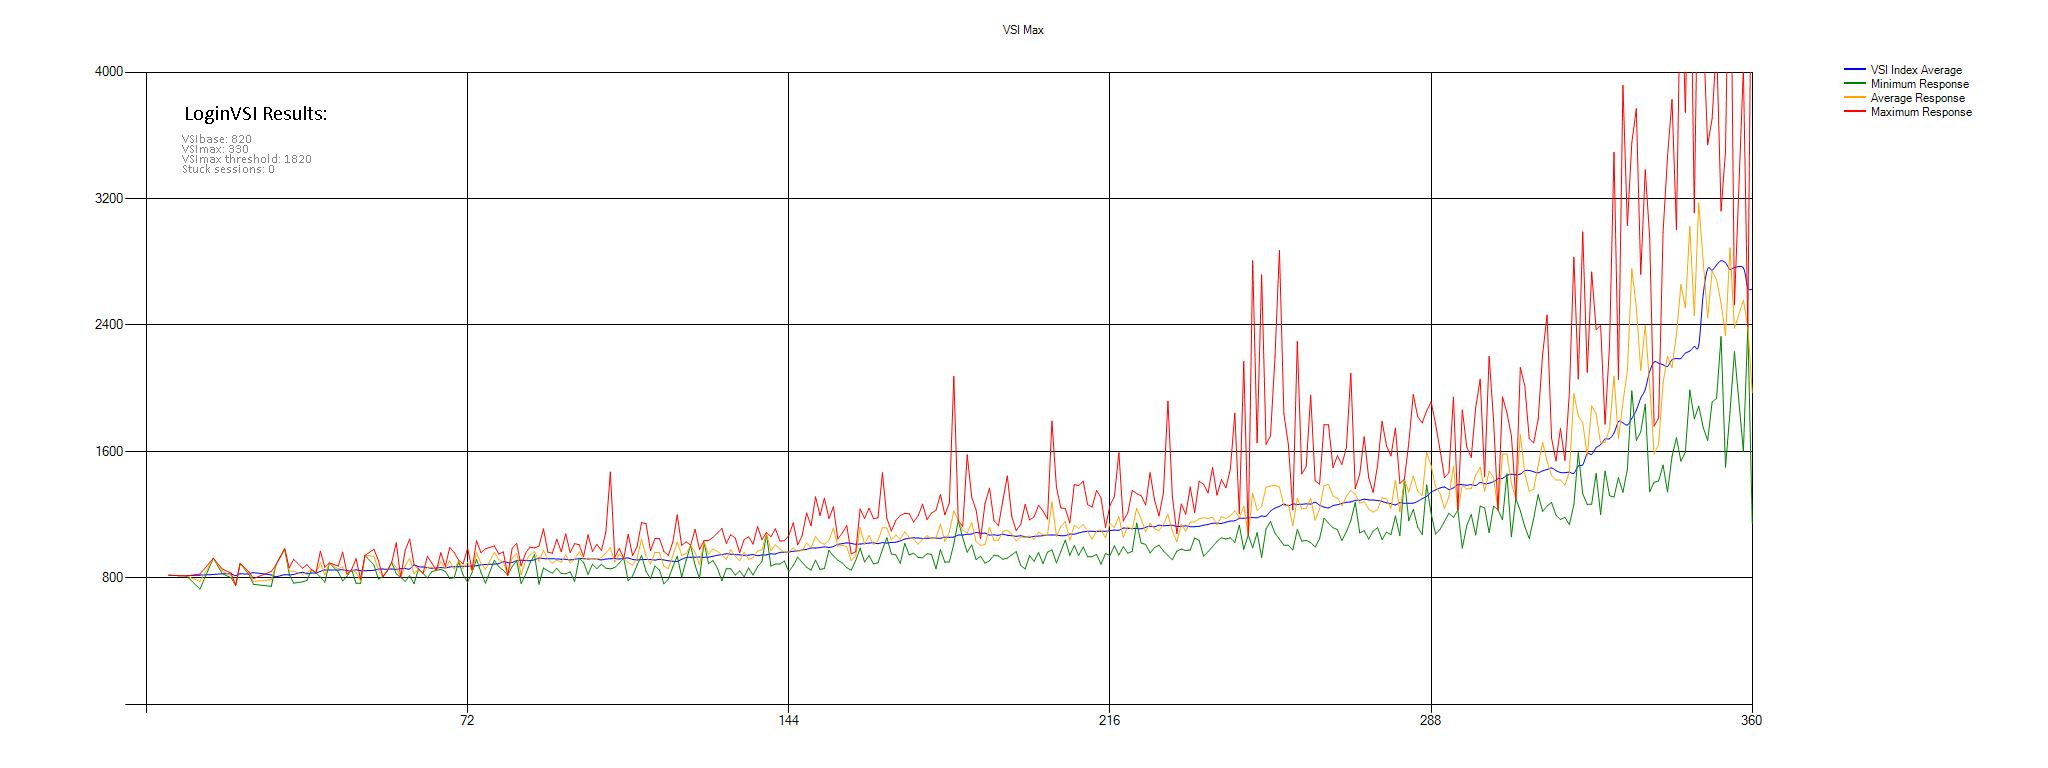 VSI Max
4000
3200
2400
1600
800
72
144
216
288
360
LoginVSI Results:
VSIbase: 820
VSImax: 330
VSImax threshold: 1820
Stuck sessions: 0
VSI Index Average
Minimum Response
Average Response
Maximum Response